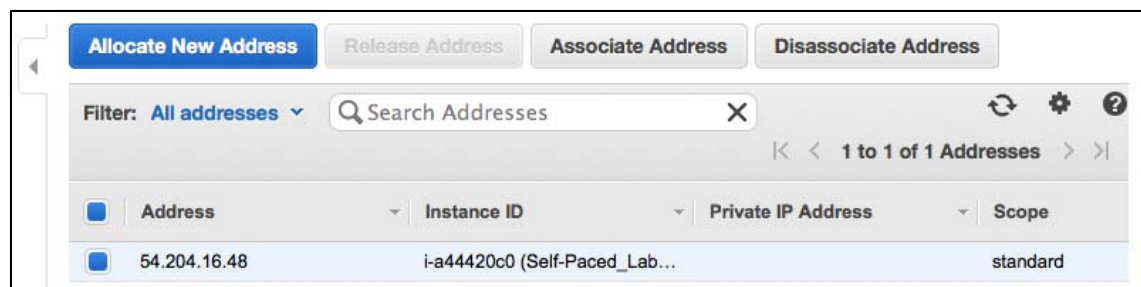 Allocate New Address Release Address Associate Address Disassociate Address
Filter: All addresses Search Addresses
1 to 1 of 1 Addresses
Address Instance ID Private IP Address Scope
54.204.16.48 i-a44420c0 (Self-Paced_Lab... standard